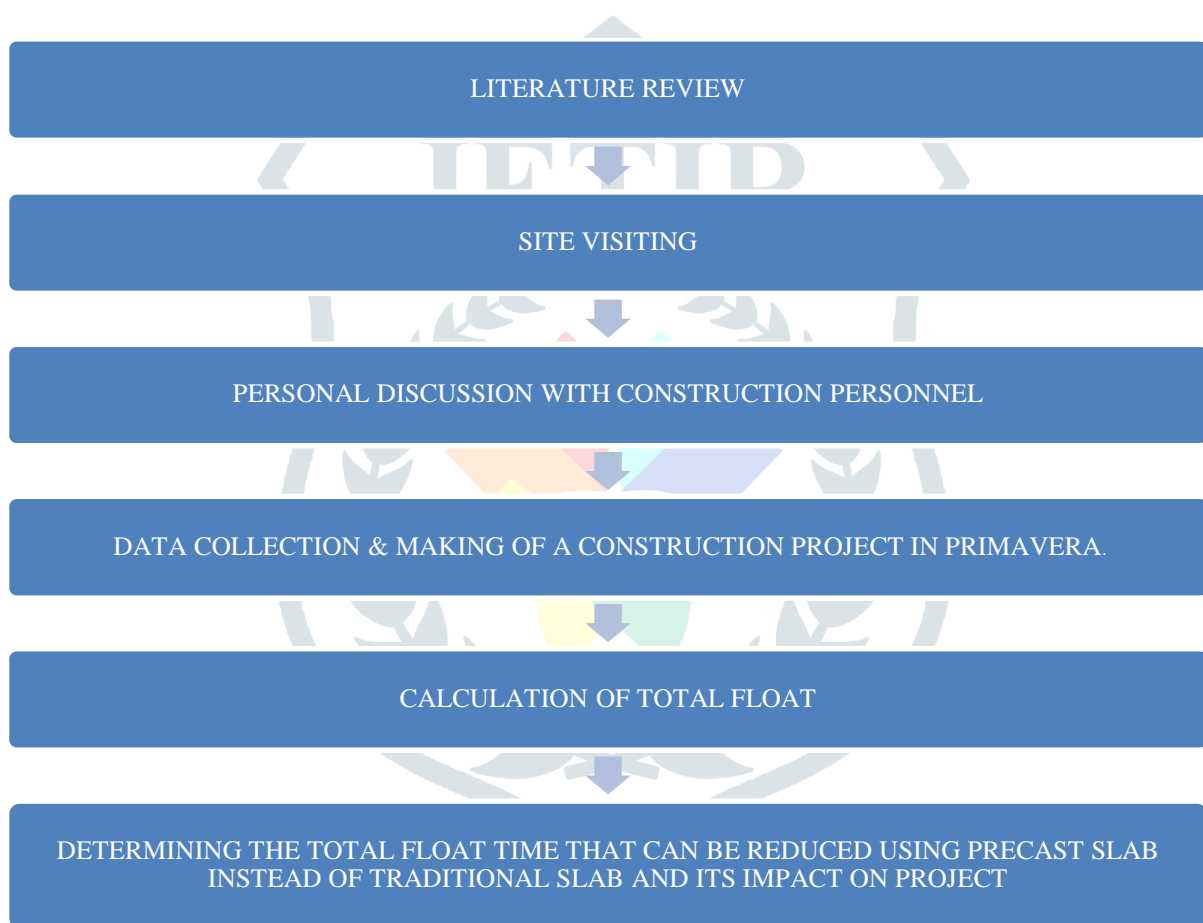 LITERATURE REVIEW
JETIR
SITE VISITING
PERSONAL DISCUSSION WITH CONSTRUCTION PERSONNEL
DATA COLLECTION & MAKING OF A CONSTRUCTION PROJECT IN PRIMAVERA.
CALCULATION OF TOTAL FLOAT
DETERMINING THE TOTAL FLOAT TIME THAT CAN BE REDUCED USING PRECAST SLAB
INSTEAD OF TRADITIONAL SLAB AND ITS IMPACT ON PROJECT